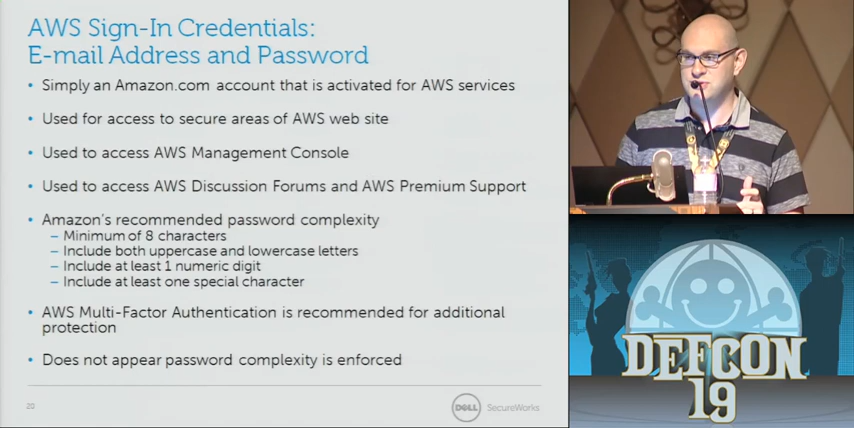 AWS Sign-In Credentials:
E-mail Address and Password
• Simply an Amazon.com account that is activated for AWS services
• Used for access to secure areas of AWS web site
• Used to access AWS Management Console
• Used to access AWS Discussion Forums and AWS Premium Support
• Amazon's recommended password complexity
– Minimum of 8 characters
– Include both uppercase and lowercase letters
– Include at least 1 numeric digit
– Include at least one special character
• AWS Multi-Factor Authentication is recommended for additional
protection
• Does not appear password complexity is enforced
20
DELL SecureWorks
DEFCON
19